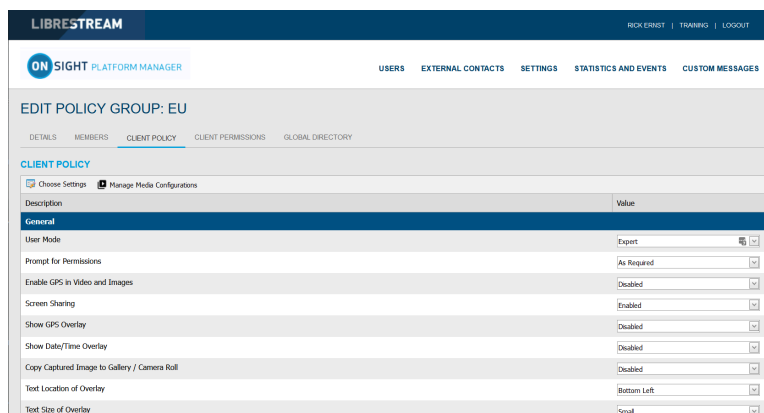 LIBRESTREAM
RICK ERNST | TRAINING | LOGOUT
ON SIGHT PLATFORM MANAGER
USERS EXTERNAL CONTACTS SETTINGS STATISTICS AND EVENTS CUSTOM MESSAGES
EDIT POLICY GROUP: EU
DETAILS MEMBERS CLIENT POLICY CLIENT PERMISSIONS GLOBAL DIRECTORY
CLIENT POLICY
Choose Settings Manage Media Configurations
Description Value
General
User Mode Expert
Prompt for Permissions As Required
Enable GPS in Video and Images Disabled
Screen Sharing Enabled
Show GPS Overlay Disabled
Show Date/Time Overlay Disabled
Copy Captured Image to Gallery / Camera Roll Disabled
Text Location of Overlay Bottom Left
Text Size of Overlay Small